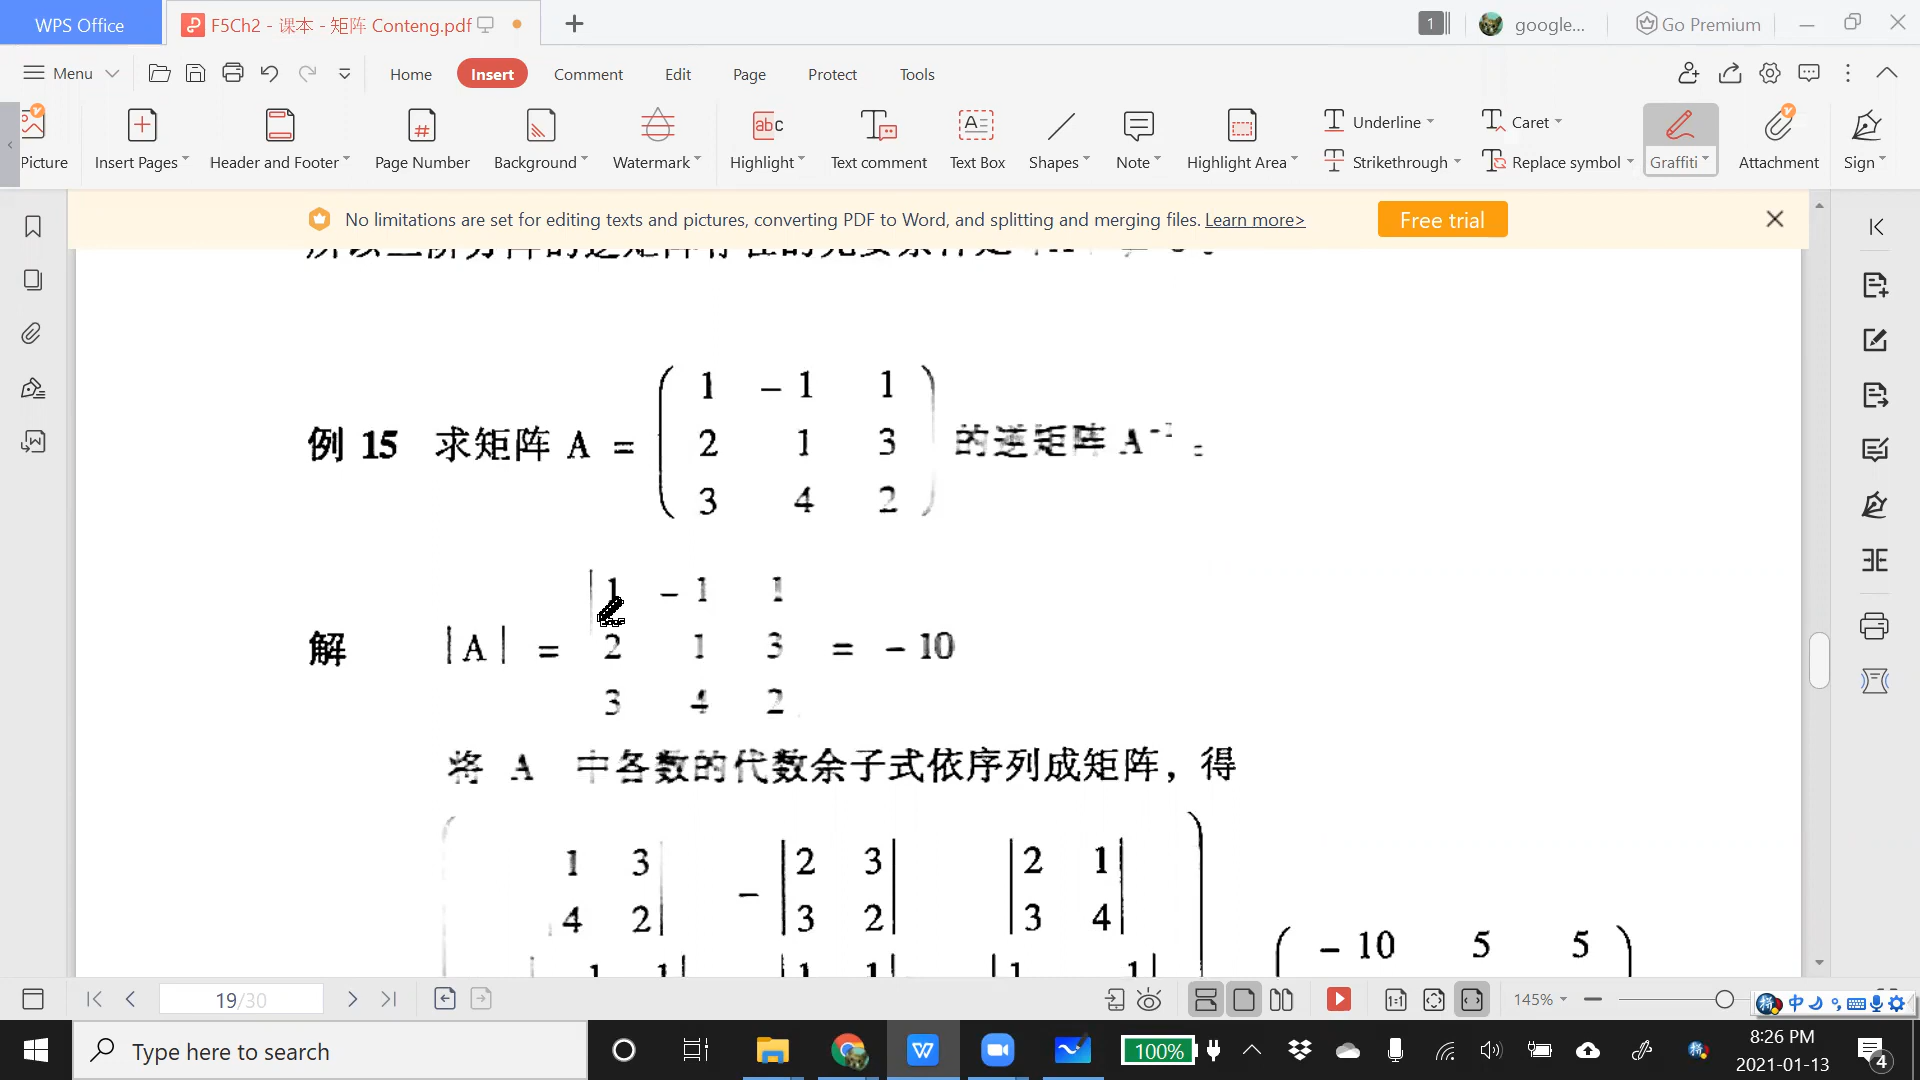 WPS Office
F5Ch2 - 课本 - 矩阵 Conteng.pdf
1
google...
Go Premium
Menu
Home
Insert
Comment
Edit
Page
Protect
Tools
Picture
Insert Pages
Header and Footer
Page Number
Background
Watermark
Highlight
Text comment
Text Box
Shapes
Note
Highlight Area
Underline
Strikethrough
Caret
Replace symbol
Graffiti
Attachment
Sign
No limitations are set for editing texts and pictures, converting PDF to Word, and splitting and merging files. Learn more>
Free trial
1 - 1 1
例 15 求矩阵 A = 2 1 3 的逆矩阵 A⁻¹ :
3 4 2
1 - 1 1
解 |A| = 2 1 3 = - 10
3 4 2
将 A 中各数的代数余子式依序列成矩阵，得
1 3 2 3 2 1
4 2 - 3 2 3 4
- 10 5 5
19/30
145%
中
Type here to search
100%
8:26 PM
2021-01-13
4